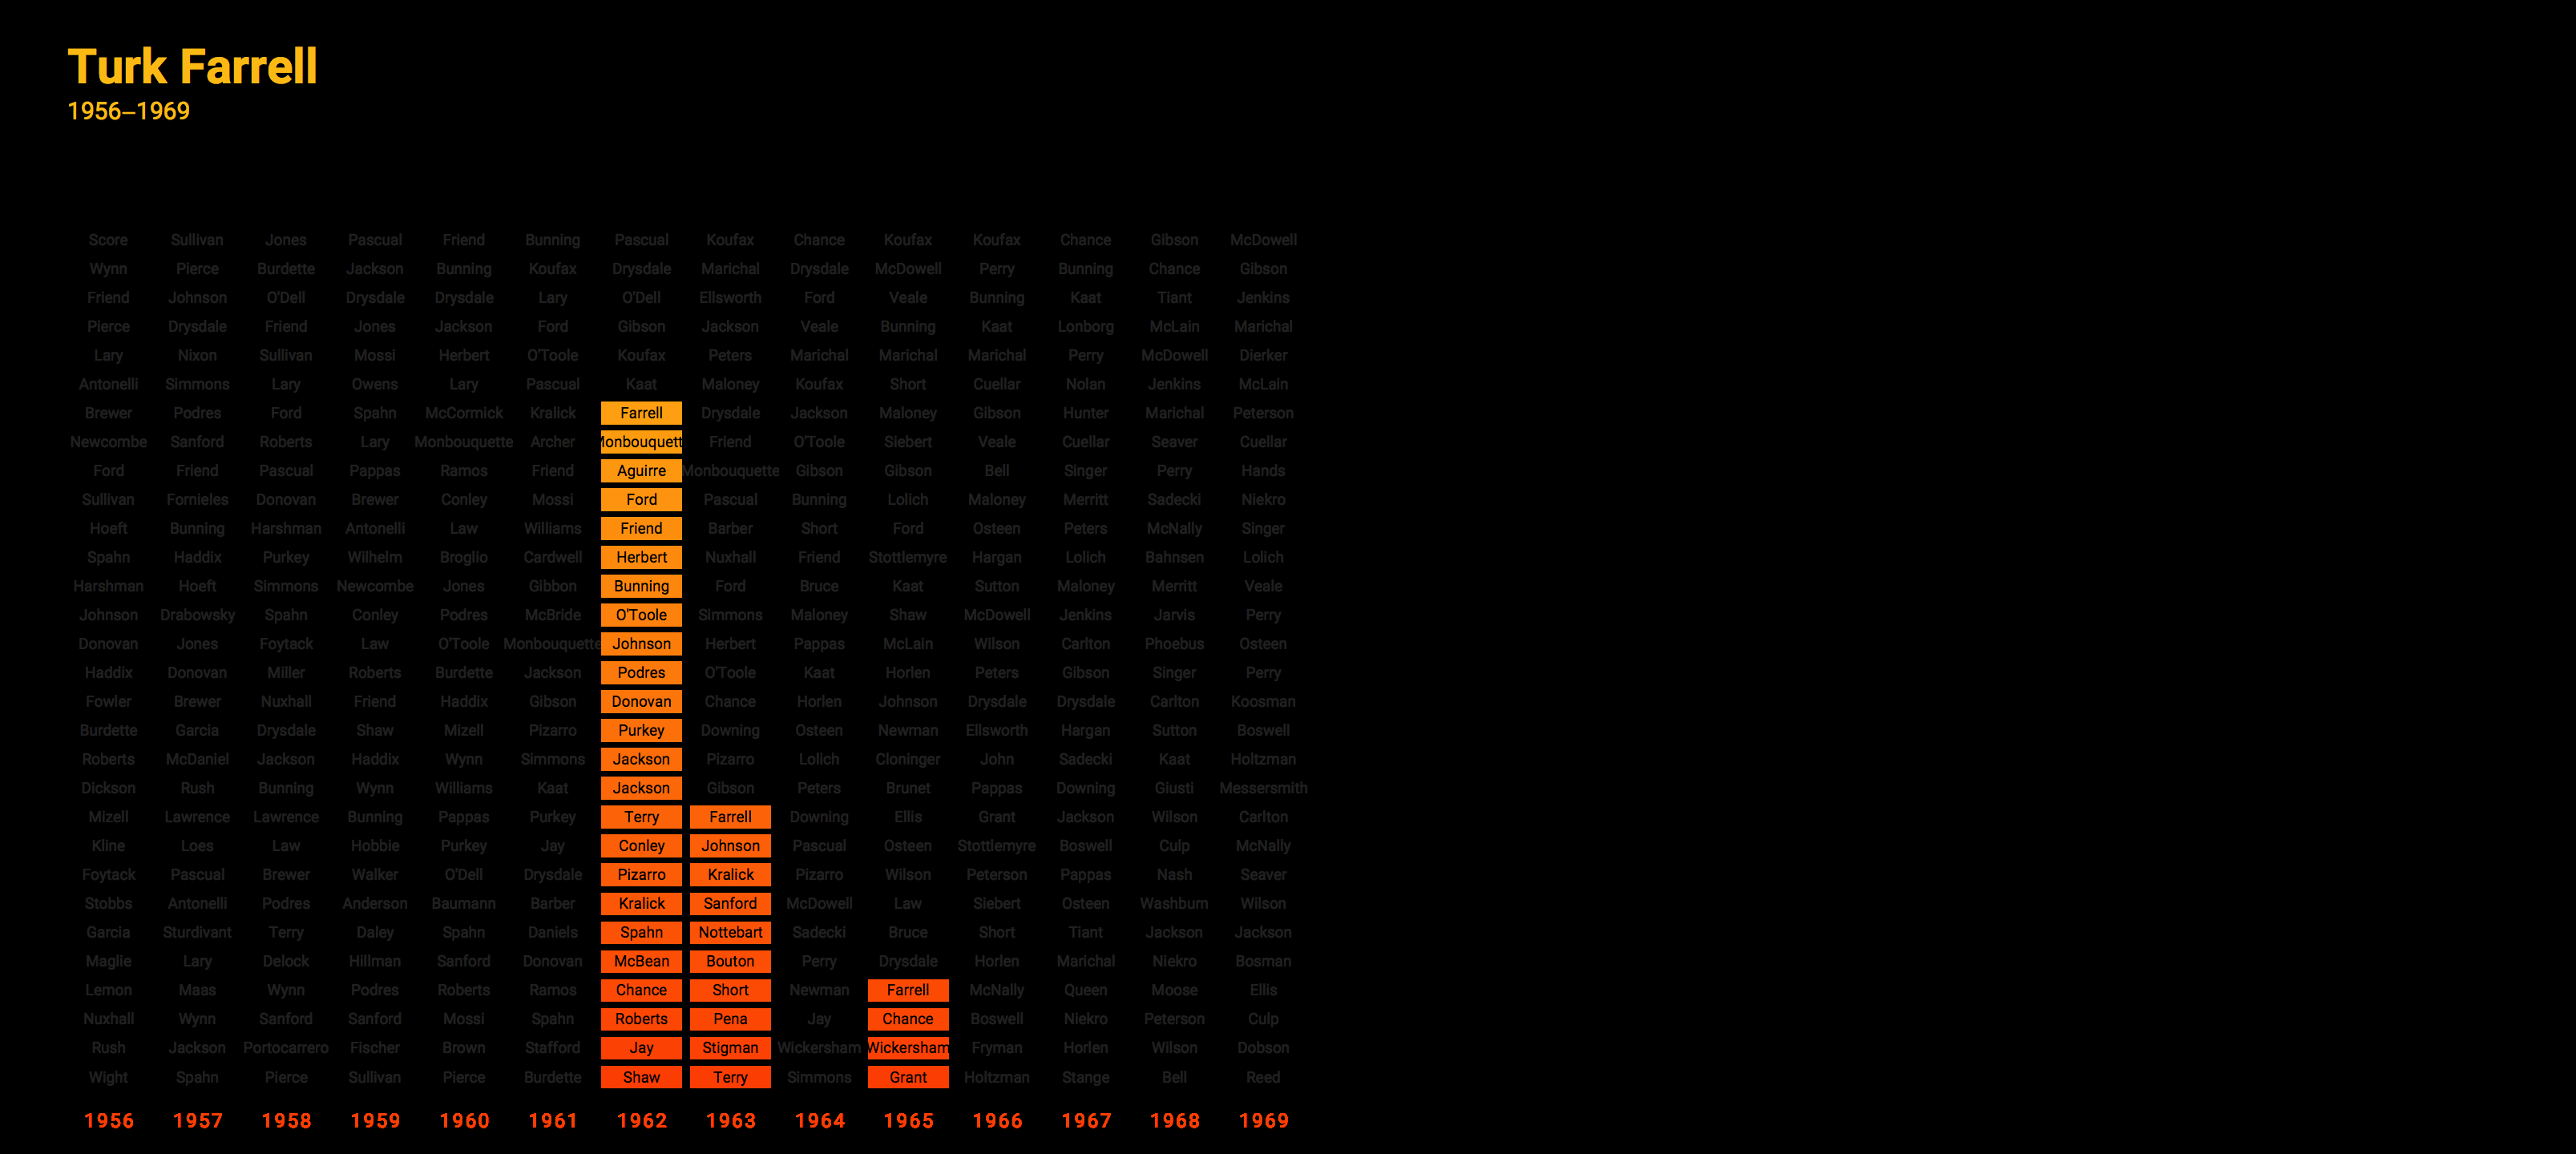 Turk Farrell
1956–1969
Score Sullivan Jones Pascual Friend Bunning Pascual Koufax Chance Koufax Koufax Chance Gibson McDowell
Wynn Pierce Burdette Jackson Bunning Koufax Drysdale Marichal Drysdale McDowell Perry Bunning Chance Gibson
Friend Johnson O'Dell Drysdale Drysdale Lary O'Dell Ellsworth Ford Veale Bunning Kaat Tiant Jenkins
Pierce Drysdale Friend Jones Jackson Ford Gibson Jackson Veale Bunning Kaat Lonborg McLain Marichal
Lary Nixon Sullivan Mossi Herbert O'Toole Koufax Peters Marichal Marichal Marichal Perry McDowell Dierker
Antonelli Simmons Lary Owens Lary Pascual Kaat Maloney Koufax Short Cuellar Nolan Jenkins McLain
Brewer Podres Ford Spahn McCormick Kralick Farrell Drysdale Jackson Maloney Gibson Hunter Marichal Peterson
Newcombe Sanford Roberts Lary Monbouquette Archer Monbouquett Friend O'Toole Siebert Veale Cuellar Seaver Cuellar
Ford Friend Pascual Pappas Ramos Friend Aguirre Monbouquette Gibson Gibson Bell Singer Perry Hands
Sullivan Fornieles Donovan Brewer Conley Mossi Ford Pascual Bunning Lolich Maloney Merritt Sadecki Niekro
Hoeft Bunning Harshman Antonelli Law Williams Friend Barber Short Ford Osteen Peters McNally Singer
Spahn Haddix Purkey Wilhelm Broglio Cardwell Herbert Nuxhall Friend Stottlemyre Hargan Lolich Bahnsen Lolich
Harshman Hoeft Simmons Newcombe Jones Gibbon Bunning Ford Bruce Kaat Sutton Maloney Merritt Veale
Johnson Drabowsky Spahn Conley Podres McBride O'Toole Simmons Maloney Shaw McDowell Jenkins Jarvis Perry
Donovan Jones Foytack Law O'Toole Monbouquette Johnson Herbert Pappas McLain Wilson Carlton Phoebus Osteen
Haddix Donovan Miller Roberts Burdette Jackson Podres O'Toole Kaat Horlen Peters Gibson Singer Perry
Fowler Brewer Nuxhall Friend Haddix Gibson Donovan Chance Horlen Johnson Drysdale Drysdale Carlton Koosman
Burdette Garcia Drysdale Shaw Mizell Pizarro Purkey Downing Osteen Newman Ellsworth Hargan Sutton Boswell
Roberts McDaniel Jackson Haddix Wynn Simmons Jackson Pizarro Lolich Cloninger John Sadecki Kaat Holtzman
Dickson Rush Bunning Wynn Williams Kaat Jackson Gibson Peters Brunet Pappas Downing Giusti Messersmith
Mizell Lawrence Lawrence Bunning Pappas Purkey Terry Farrell Downing Ellis Grant Jackson Wilson Carlton
Kline Loes Law Hobbie Purkey Jay Conley Johnson Pascual Osteen Stottlemyre Boswell Culp McNally
Foytack Pascual Brewer Walker O'Dell Drysdale Pizarro Kralick Pizarro Wilson Peterson Pappas Nash Seaver
Stobbs Antonelli Podres Anderson Baumann Barber Kralick Sanford McDowell Law Siebert Osteen Washburn Wilson
Garcia Sturdivant Terry Daley Spahn Daniels Spahn Nottebart Sadecki Bruce Short Tiant Jackson Jackson
Maglie Lary Delock Hillman Sanford Donovan McBean Bouton Perry Drysdale Horlen Marichal Niekro Bosman
Lemon Maas Wynn Podres Roberts Ramos Chance Short Newman Farrell McNally Queen Moose Ellis
Nuxhall Wynn Sanford Sanford Mossi Spahn Roberts Pena Jay Chance Boswell Niekro Peterson Culp
Rush Jackson Portocarrero Fischer Brown Stafford Jay Stigman Wickersham Wickersham Fryman Horlen Wilson Dobson
Wight Spahn Pierce Sullivan Pierce Burdette Shaw Terry Simmons Grant Holtzman Stange Bell Reed
1956 1957 1958 1959 1960 1961 1962 1963 1964 1965 1966 1967 1968 1969